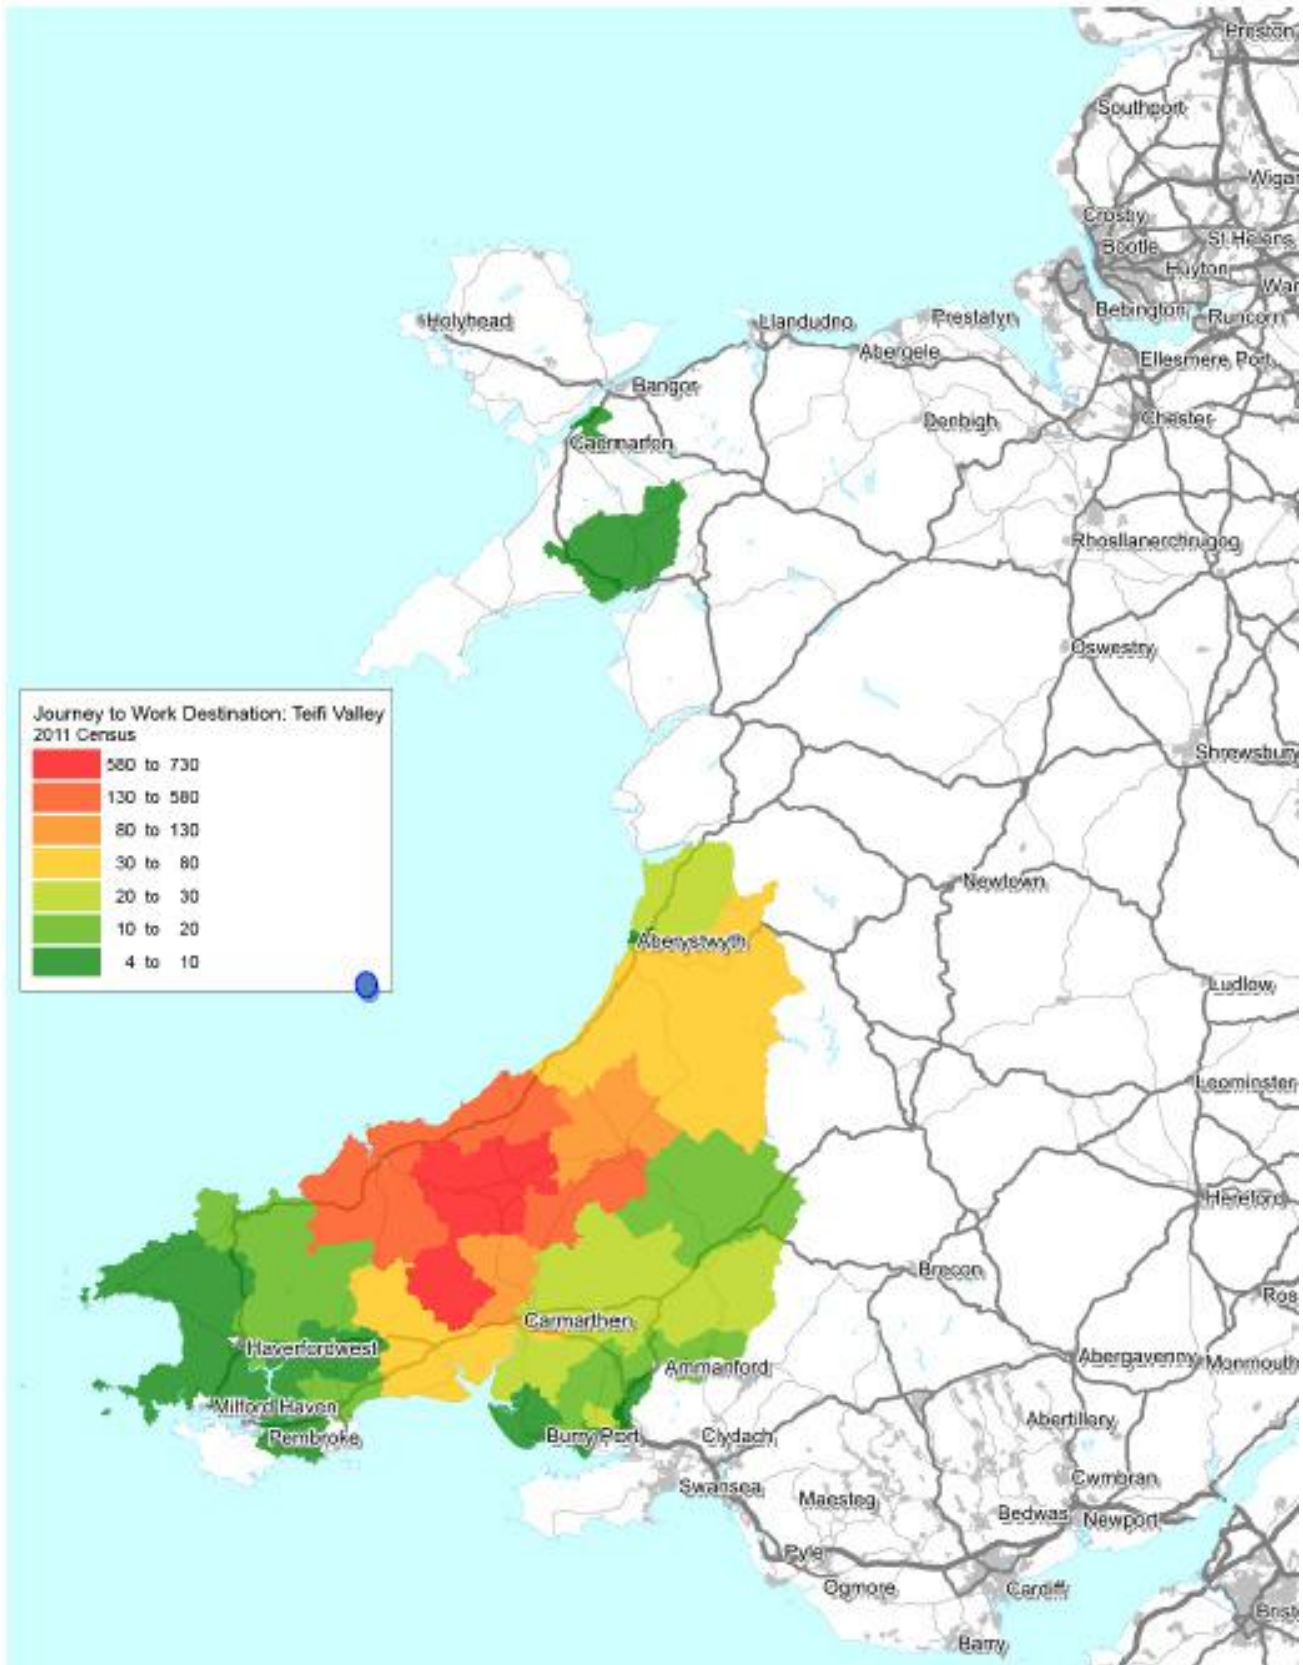 Preston
Southport
Crosby
Bootle
St Helens
Huyton
Holyhead
Llandudno
Prestatyn
Bebington
Runcorn
Abergele
Ellesmere Port
Bangor
Denbigh
Chester
Caernarfon
Rhosllanerchrugog
Oswestry
Journey to Work Destination: Teifi Valley
2011 Census
580 to 730
130 to 580
80 to 130
30 to 80
20 to 30
10 to 20
4 to 10
Shrewsbury
Newtown
Aberystwyth
Ludlow
Leominster
Hereford
Brecon
Ros
Carmarthen
Haverfordwest
Ammanford
Abergavenny
Monmouth
Milford Haven
Pembroke
Burry Port
Clydach
Abertillery
Swansea
Cwmbran
Maesteg
Bedwas
Newport
Pyle
Ogmore
Cardiff
Barry
Brist